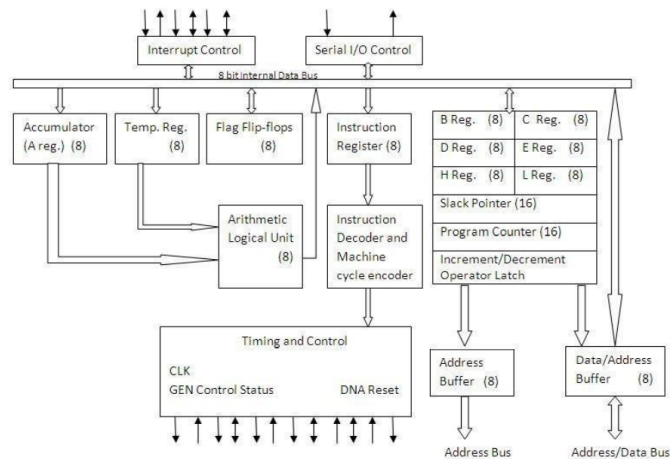 Interrupt Control
Serial I/O Control
8 bit Internal Data Bus
Accumulator
(A reg.) (8)
Temp. Reg.
(8)
Flag Flip-flops
(8)
Instruction
Register (8)
B Reg. (8)
C Reg. (8)
D Reg. (8)
E Reg. (8)
H Reg. (8)
L Reg. (8)
Slack Pointer (16)
Program Counter (16)
Increment/Decrement
Operator Latch
Arithmetic
Logical Unit
(8)
Instruction
Decoder and
Machine
cycle encoder
Timing and Control
CLK
GEN Control Status
DNA Reset
Address
Buffer (8)
Data/Address
Buffer (8)
Address Bus
Address/Data Bus